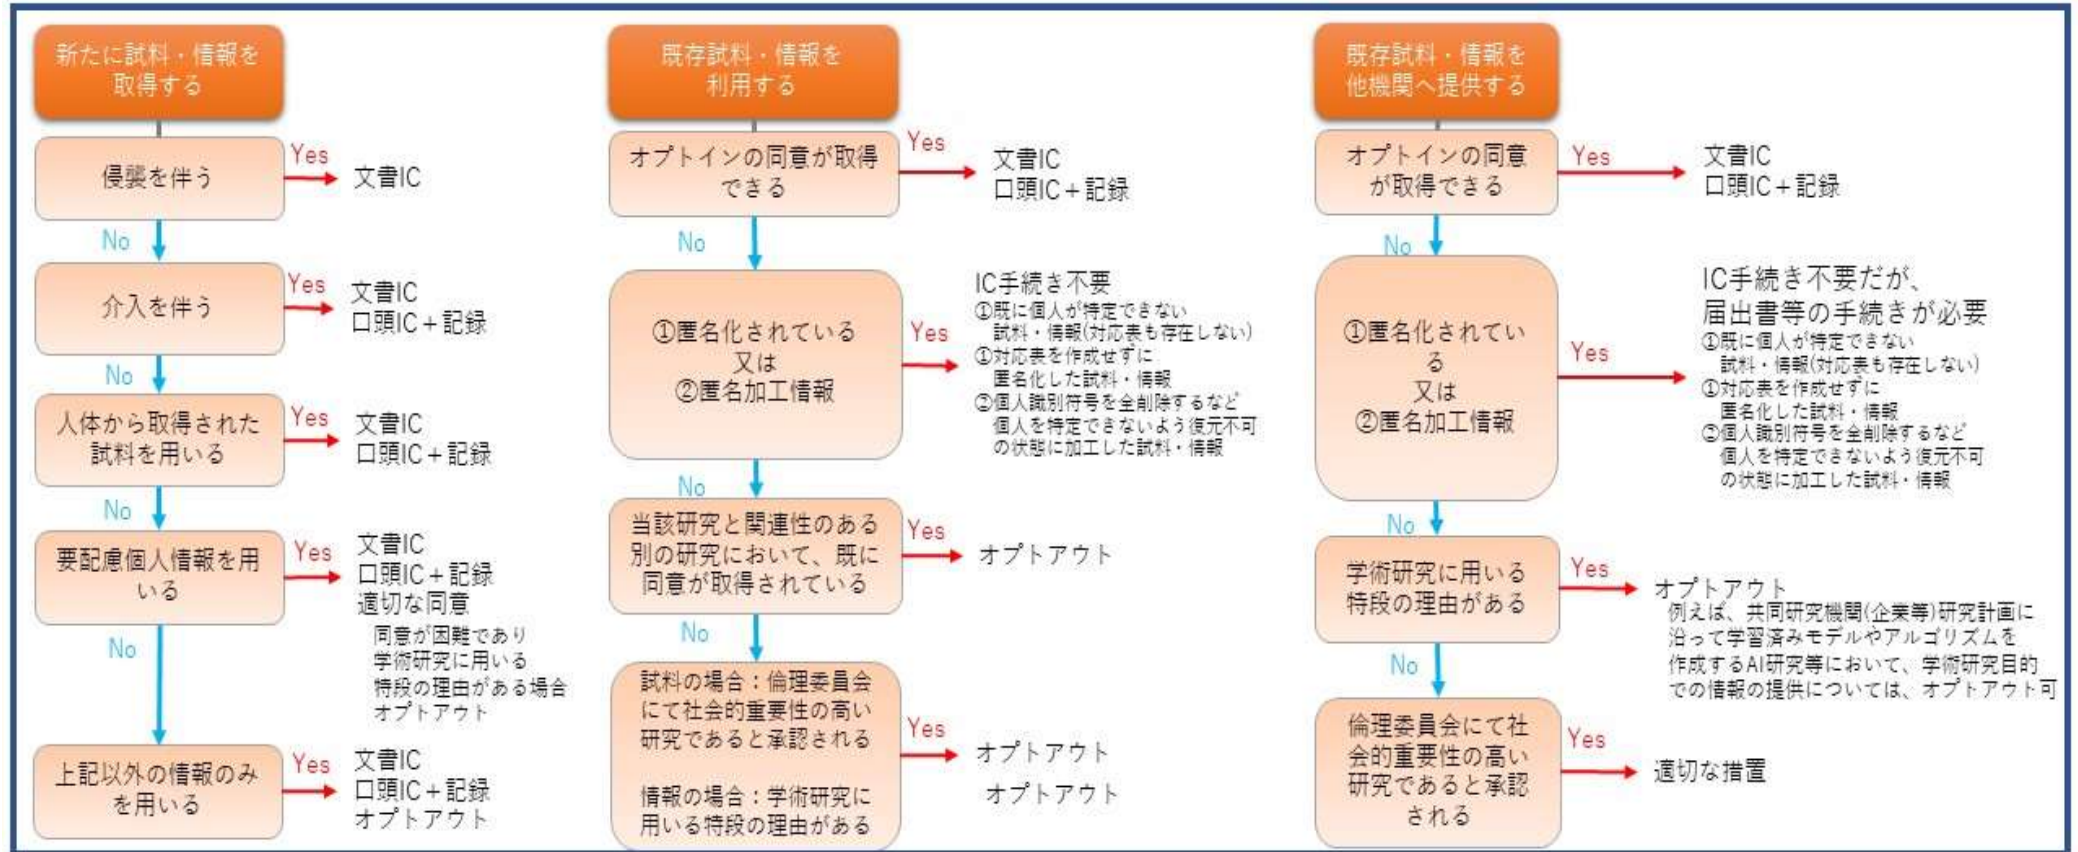 新たに試料・情報を
取得する
侵襲を伴う
Yes
文書IC
No
介入を伴う
Yes
文書IC
口頭IC+記録
No
人体から取得された
試料を用いる
Yes
文書IC
口頭IC+記録
No
要配慮個人情報を用
いる
Yes
文書IC
口頭IC+記録
適切な同意
同意が困難であり
学術研究に用いる
特段の理由がある場合
オプトアウト
No
上記以外の情報のみ
を用いる
Yes
文書IC
口頭IC+記録
オプトアウト
既存試料・情報を
利用する
オプトインの同意が取得
できる
Yes
文書IC
口頭IC+記録
No
①匿名化されている
又は
②匿名加工情報
Yes
IC手続き不要
①既に個人が特定できない
試料・情報(対応表も存在しない)
①対応表を作成せずに
匿名化した試料・情報
②個人識別符号を全削除するなど
個人を特定できないよう復元不可
の状態に加工した試料・情報
No
当該研究と関連性のある
別の研究において、既に
同意が取得されている
Yes
オプトアウト
No
試料の場合：倫理委員会
にて社会的重要性の高い
研究であると承認される
情報の場合：学術研究に
用いる特段の理由がある
Yes
オプトアウト
オプトアウト
既存試料・情報を
他機関へ提供する
オプトインの同意
が取得できる
Yes
文書IC
口頭IC+記録
No
①匿名化されてい
る
又は
②匿名加工情報
Yes
IC手続き不要だが、
届出書等の手続きが必要
①既に個人が特定できない
試料・情報(対応表も存在しない)
①対応表を作成せずに
匿名化した試料・情報
②個人識別符号を全削除するなど
個人を特定できないよう復元不可
の状態に加工した試料・情報
No
学術研究に用いる
特段の理由がある
Yes
オプトアウト
例えば、共同研究機関(企業等)研究計画に
沿って学習済みモデルやアルゴリズムを
作成するAI研究等において、学術研究目的
での情報の提供については、オプトアウト可
No
倫理委員会にて社
会的重要性の高い
研究であると承認
される
Yes
適切な措置